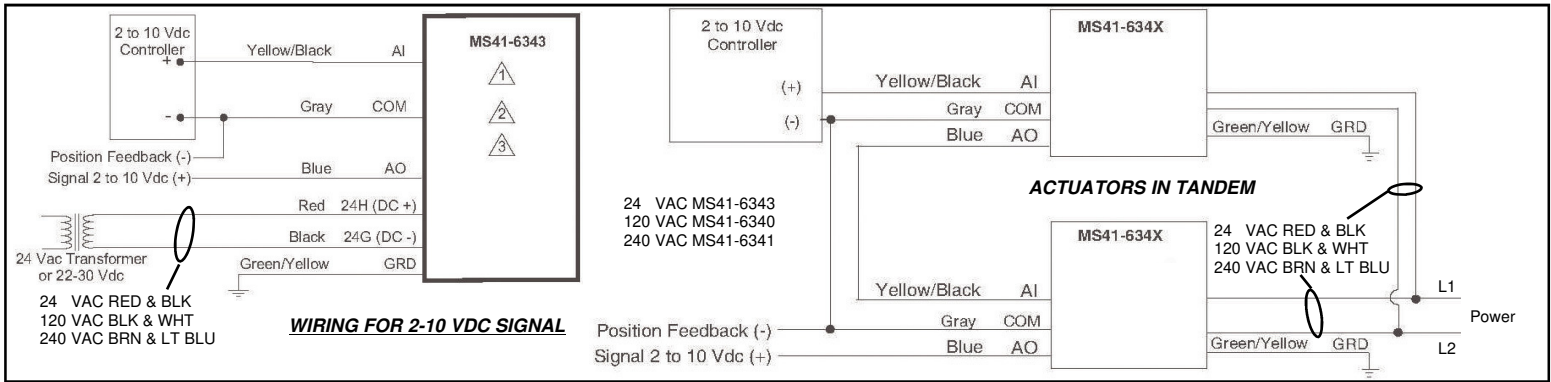 2 to 10 Vdc
Controller
+
-
Yellow/Black AI
Gray COM
Position Feedback (-)
Signal 2 to 10 Vdc (+)
Blue AO
Red 24H (DC +)
Black 24G (DC -)
Green/Yellow GRD
24 Vac Transformer
or 22-30 Vdc
24 VAC RED & BLK
120 VAC BLK & WHT
240 VAC BRN & LT BLU
MS41-6343
1
2
3
WIRING FOR 2-10 VDC SIGNAL
2 to 10 Vdc
Controller
(+)
(-)
Yellow/Black AI
Gray COM
Blue AO
MS41-634X
Green/Yellow GRD
24 VAC MS41-6343
120 VAC MS41-6340
240 VAC MS41-6341
ACTUATORS IN TANDEM
MS41-634X
24 VAC RED & BLK
120 VAC BLK & WHT
240 VAC BRN & LT BLU
Yellow/Black AI
Gray COM
Blue AO
Position Feedback (-)
Signal 2 to 10 Vdc (+)
L1
Power
L2
Green/Yellow GRD